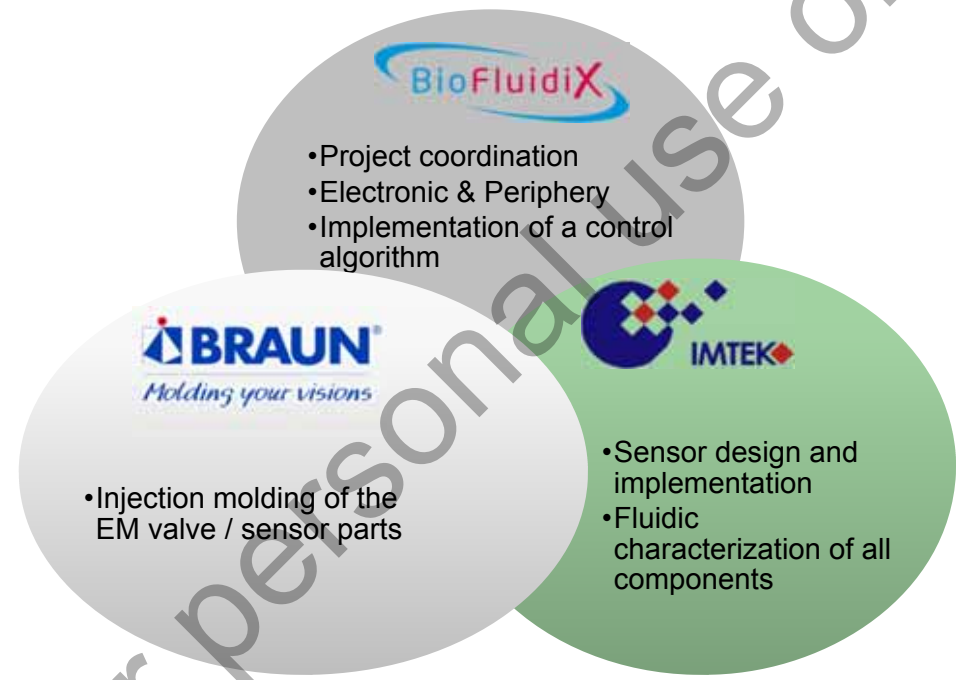 BioFluidiX
•Project coordination
•Electronic & Periphery
•Implementation of a control
algorithm
BRAUN®
Molding your visions
•Injection molding of the
EM valve / sensor parts
IMTEK
•Sensor design and
implementation
•Fluidic
characterization of all
components
r personal use o